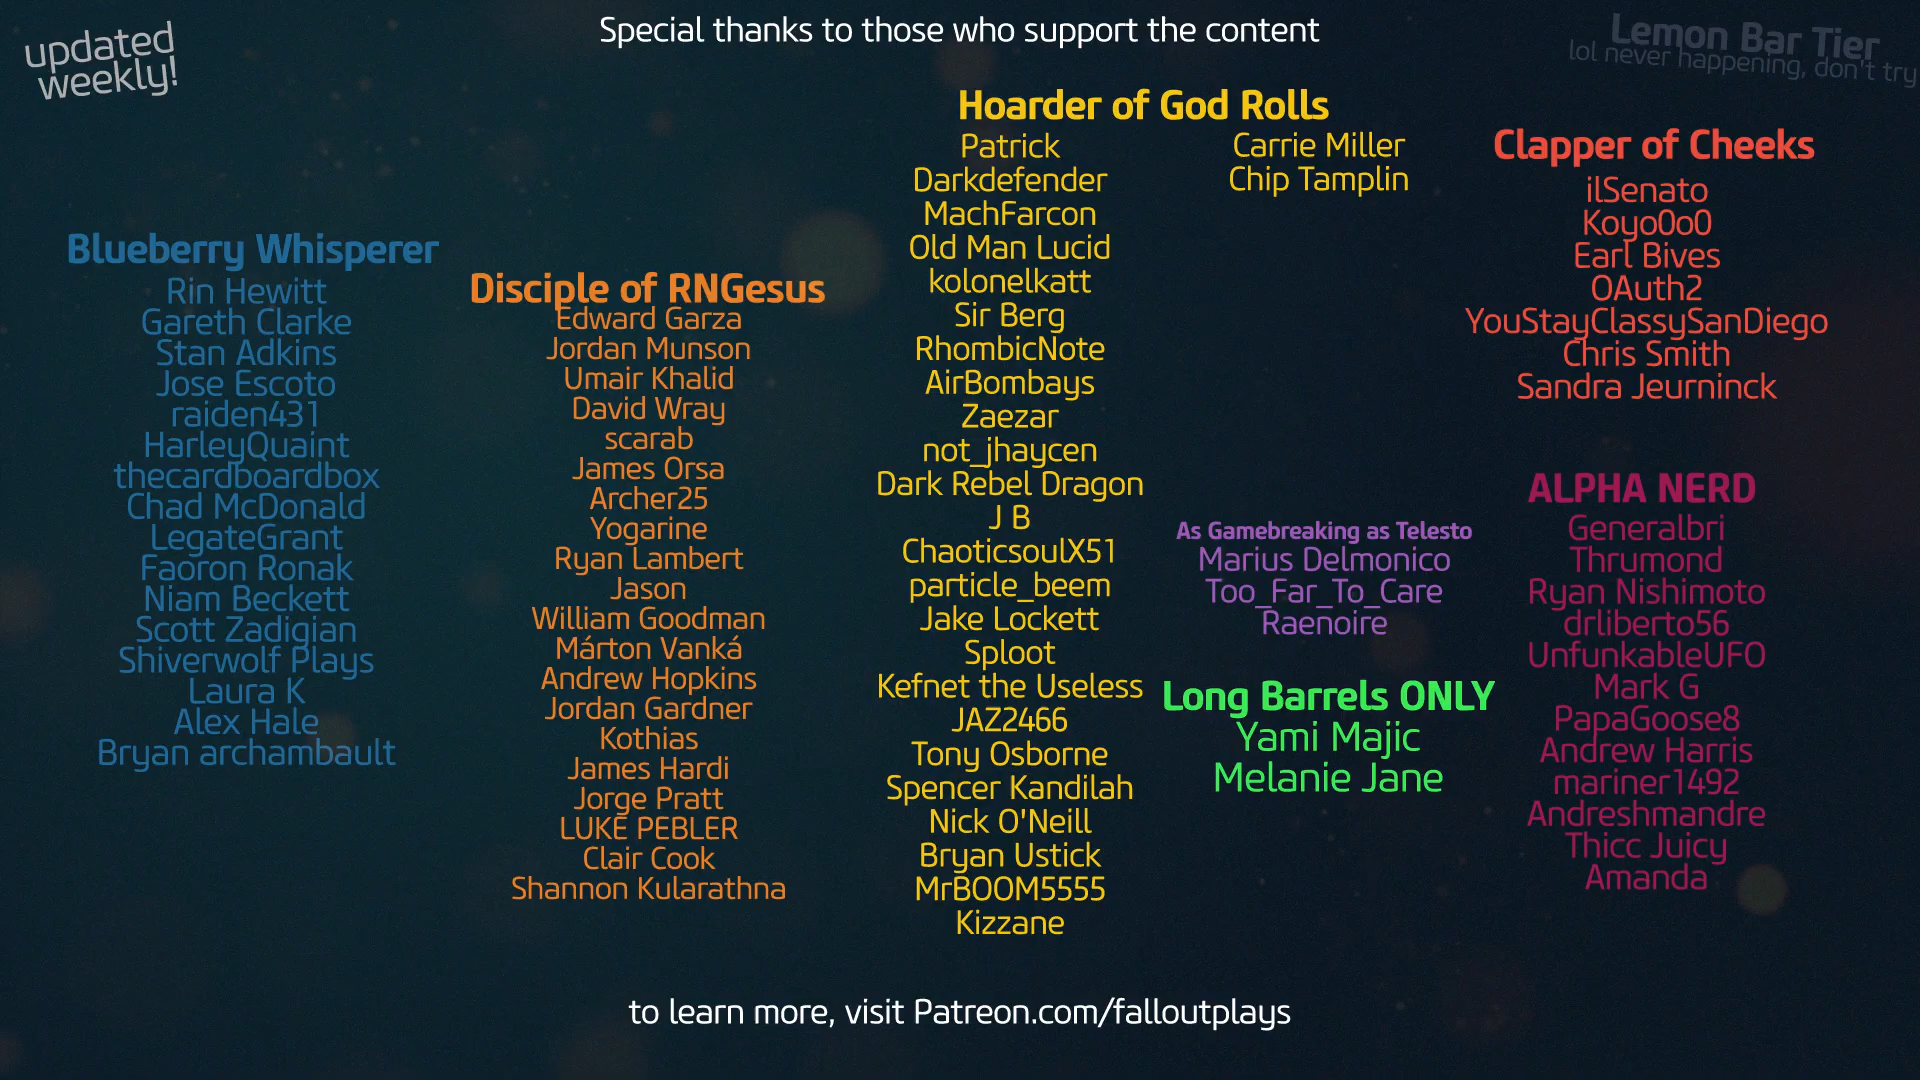 updated
weekly!
Special thanks to those who support the content
Lemon Bar Tier
lol never happening, don't try
Blueberry Whisperer
Rin Hewitt
Gareth Clarke
Stan Adkins
Jose Escoto
raiden431
HarleyQuaint
thecardboardbox
Chad McDonald
LegateGrant
Faoron Ronak
Niam Beckett
Scott Zadigian
Shiverwolf Plays
Laura K
Alex Hale
Bryan archambault
Disciple of RNGesus
Edward Garza
Jordan Munson
Umair Khalid
David Wray
scarab
James Orsa
Archer25
Yogarine
Ryan Lambert
Jason
William Goodman
Márton Vanká
Andrew Hopkins
Jordan Gardner
Kothias
James Hardi
Jorge Pratt
LUKE PEBLER
Clair Cook
Shannon Kularathna
Hoarder of God Rolls
Patrick
Darkdefender
MachFarcon
Old Man Lucid
kolonelkatt
Sir Berg
RhombicNote
AirBombays
Zaezar
not_jhaycen
Dark Rebel Dragon
J B
ChaoticsoulX51
particle_beem
Jake Lockett
Sploot
Kefnet the Useless
JAZ2466
Tony Osborne
Spencer Kandilah
Nick O'Neill
Bryan Ustick
MrBOOM5555
Kizzane
Carrie Miller
Chip Tamplin
As Gamebreaking as Telesto
Marius Delmonico
Too_Far_To_Care
Raenoire
Long Barrels ONLY
Yami Majic
Melanie Jane
Clapper of Cheeks
ilSenato
Koyo0o0
Earl Bives
OAuth2
YouStayClassySanDiego
Chris Smith
Sandra Jeurninck
ALPHA NERD
Generalbri
Thrumond
Ryan Nishimoto
drliberto56
UnfunkableUFO
Mark G
PapaGoose8
Andrew Harris
mariner1492
Andreshmandre
Thicc Juicy
Amanda
to learn more, visit Patreon.com/falloutplays